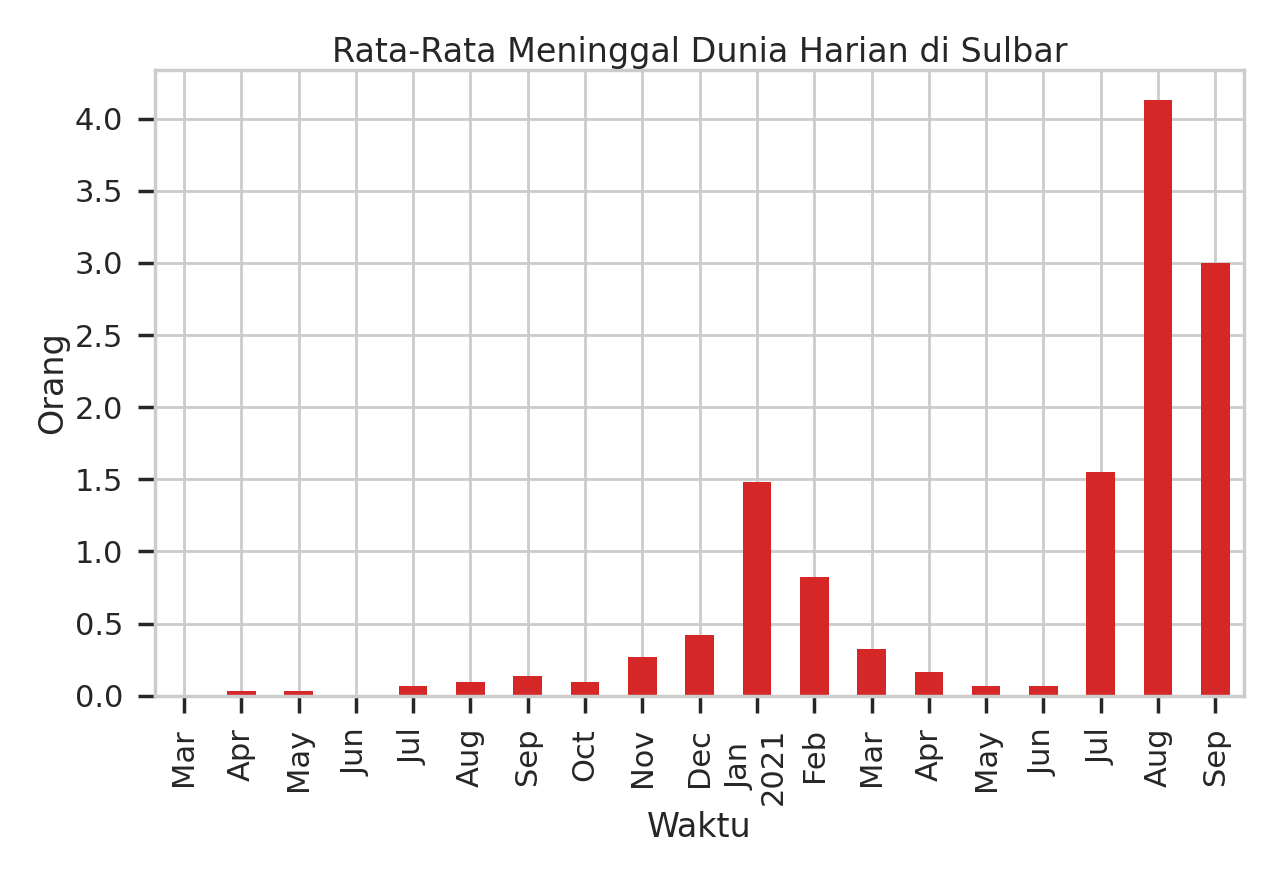 Rata-Rata Meninggal Dunia Harian di Sulbar
4.0
3.5
3.0
2.5
2.0
1.5
1.0
0.5
0.0
Orang
Mar
Apr
May
Jun
Jul
Aug
Sep
Oct
Nov
Dec
Jan
2021
Feb
Mar
Apr
May
Jun
Jul
Aug
Sep
Waktu